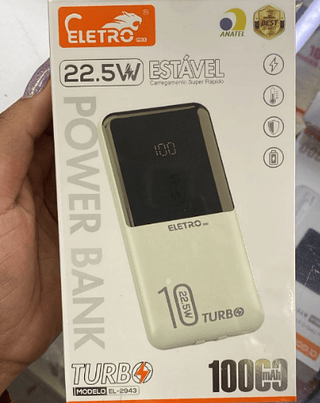 ELETRO
ANATEL
BEST
22.5W
ESTÁVEL
Carregamento Super Rápido
POWER BANK
100
ELETRO
10
22.5W
TURBO
TURBO
MODELO EL-2943
10000
mAh